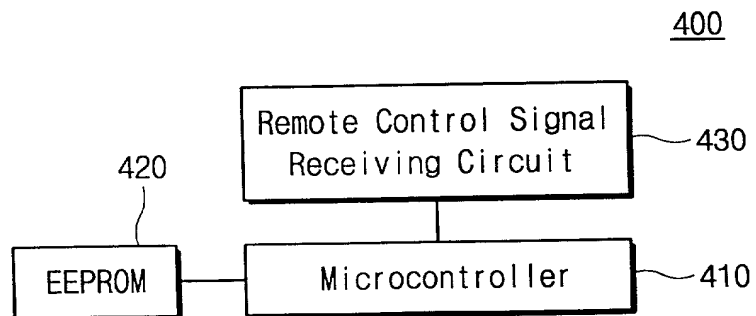 400
Remote Control Signal
Receiving Circuit
430
420
EEPROM
Microcontroller
410